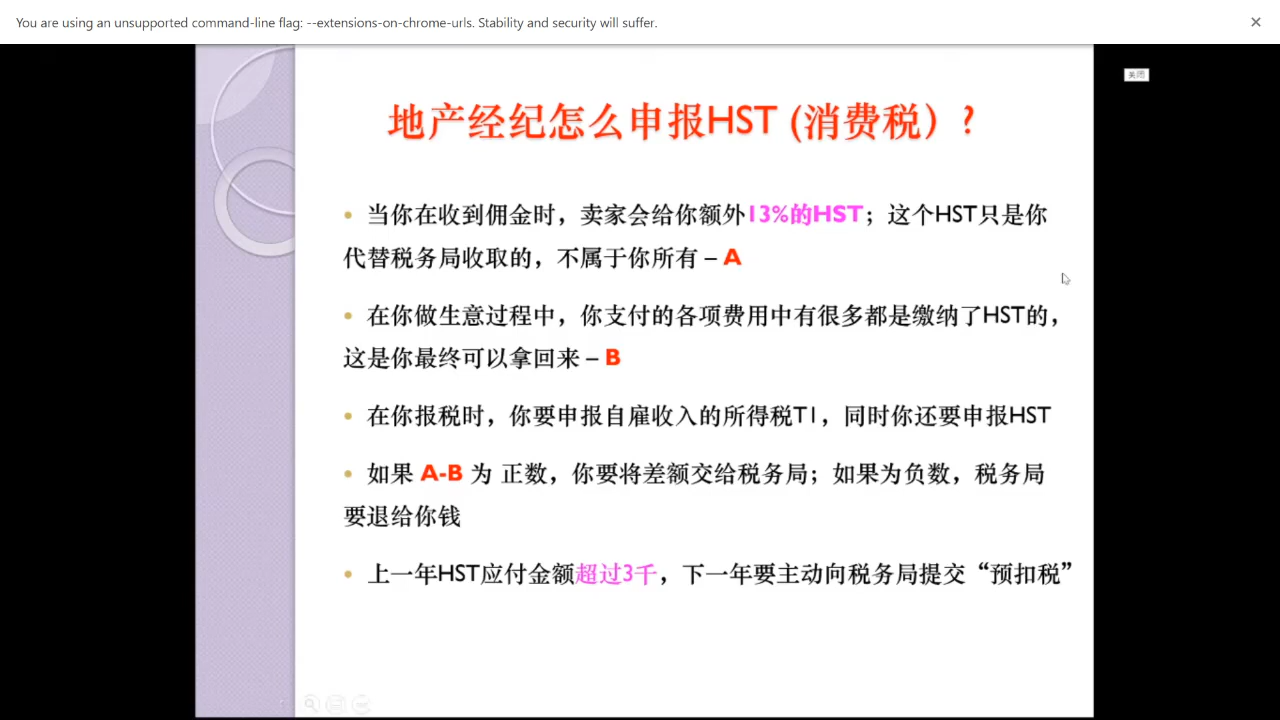 You are using an unsupported command-line flag: --extensions-on-chrome-urls. Stability and security will suffer.
关闭
地产经纪怎么申报HST (消费税）?
• 当你在收到佣金时，卖家会给你额外13%的HST；这个HST只是你
代替税务局收取的，不属于你所有 – A
• 在你做生意过程中，你支付的各项费用中有很多都是缴纳了HST的，
这是你最终可以拿回来 – B
• 在你报税时，你要申报自雇收入的所得税T1，同时你还要申报HST
• 如果 A-B 为 正数，你要将差额交给税务局；如果为负数，税务局
要退给你钱
• 上一年HST应付金额超过3千，下一年要主动向税务局提交“预扣税”